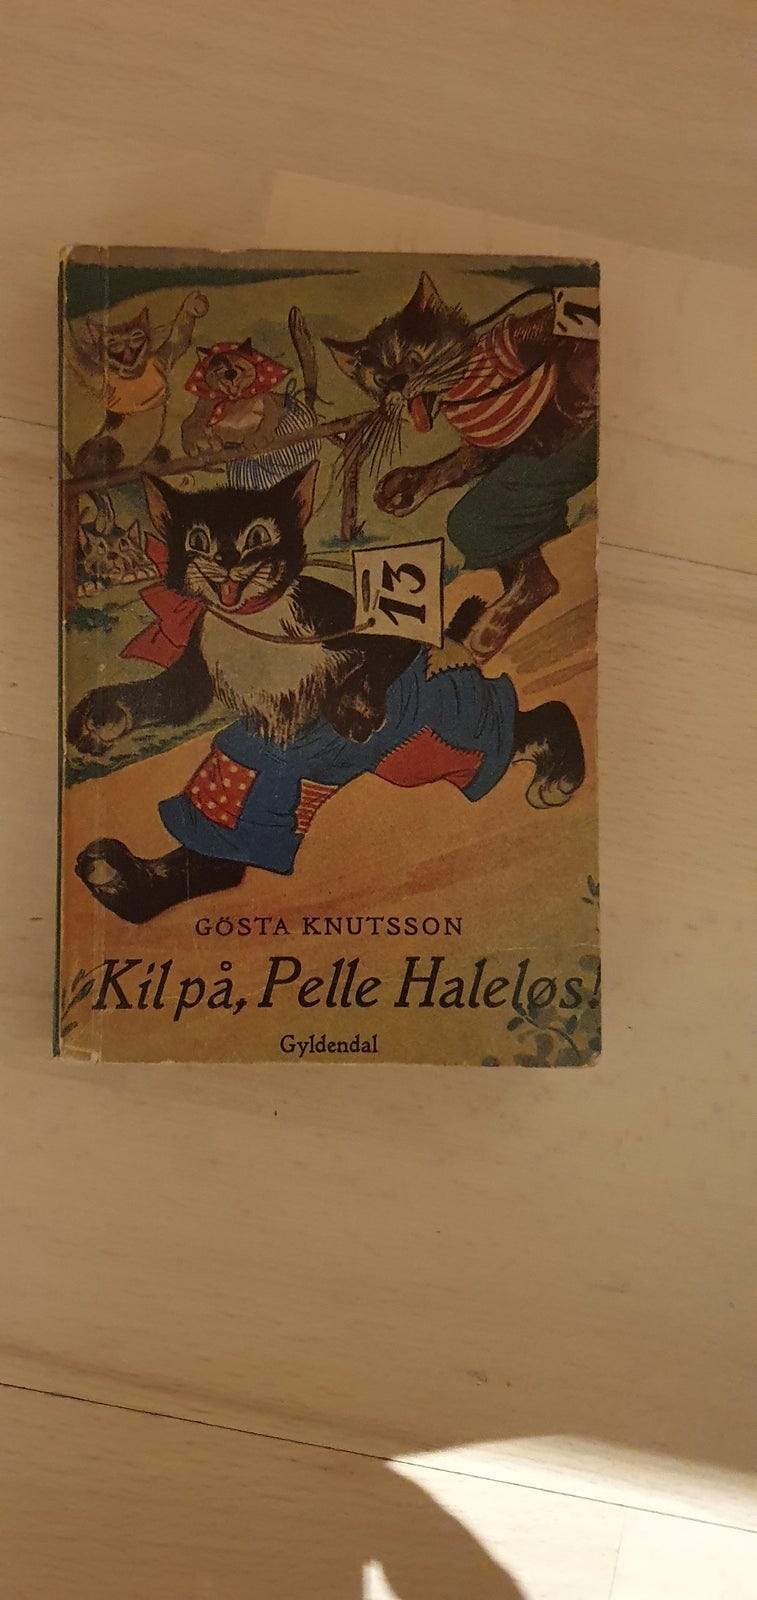 1
13
GÖSTA KNUTSSON
Kil på, Pelle Haleløs!
Gyldendal